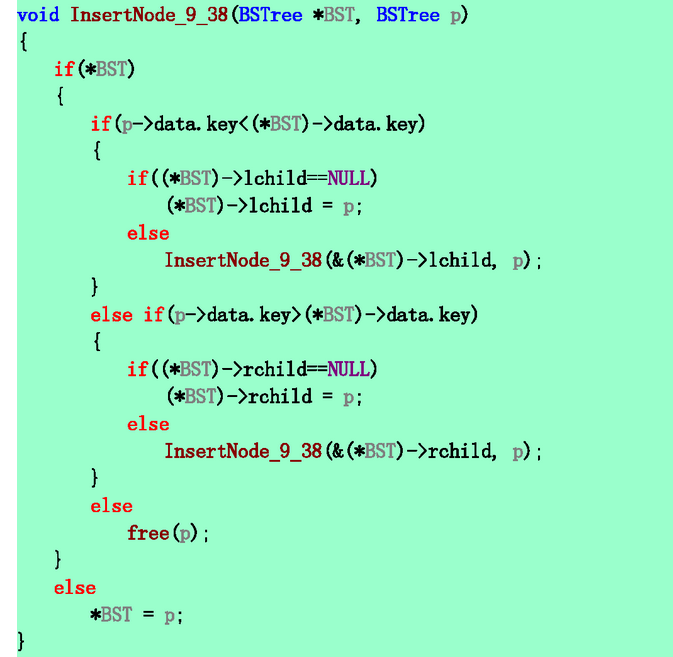 void InsertNode_9_38(BSTree *BST, BSTree p)
{
if(*BST)
{
if(p->data.key<(*BST)->data.key)
{
if((*BST)->lchild==NULL)
(*BST)->lchild = p;
else
InsertNode_9_38(&(*BST)->lchild, p);
}
else if(p->data.key>(*BST)->data.key)
{
if((*BST)->rchild==NULL)
(*BST)->rchild = p;
else
InsertNode_9_38(&(*BST)->rchild, p);
}
else
free(p);
}
else
*BST = p;
}